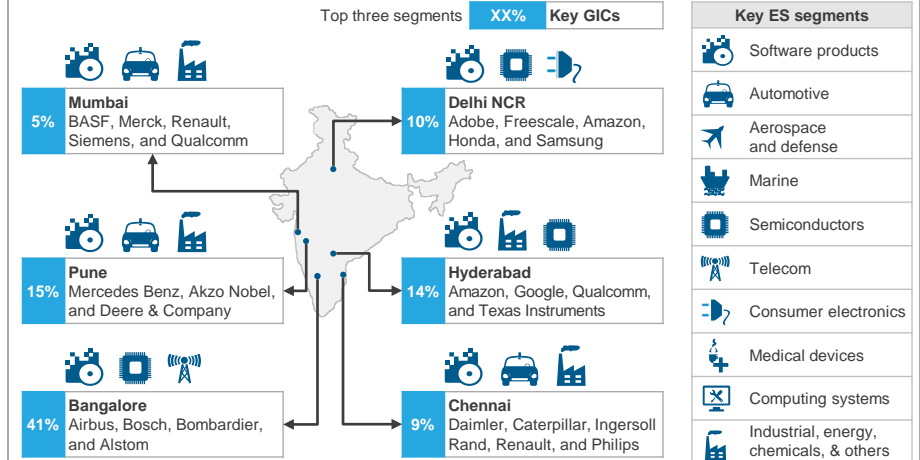 Top three segments XX% Key GICs
Mumbai
5%
BASF, Merck, Renault,
Siemens, and Qualcomm
Delhi NCR
10%
Adobe, Freescale, Amazon,
Honda, and Samsung
Pune
15%
Mercedes Benz, Akzo Nobel,
and Deere & Company
Hyderabad
14%
Amazon, Google, Qualcomm,
and Texas Instruments
Bangalore
41%
Airbus, Bosch, Bombardier,
and Alstom
Chennai
9%
Daimler, Caterpillar, Ingersoll
Rand, Renault, and Philips
Key ES segments
Software products
Automotive
Aerospace
and defense
Marine
Semiconductors
Telecom
Consumer electronics
Medical devices
Computing systems
Industrial, energy,
chemicals, & others